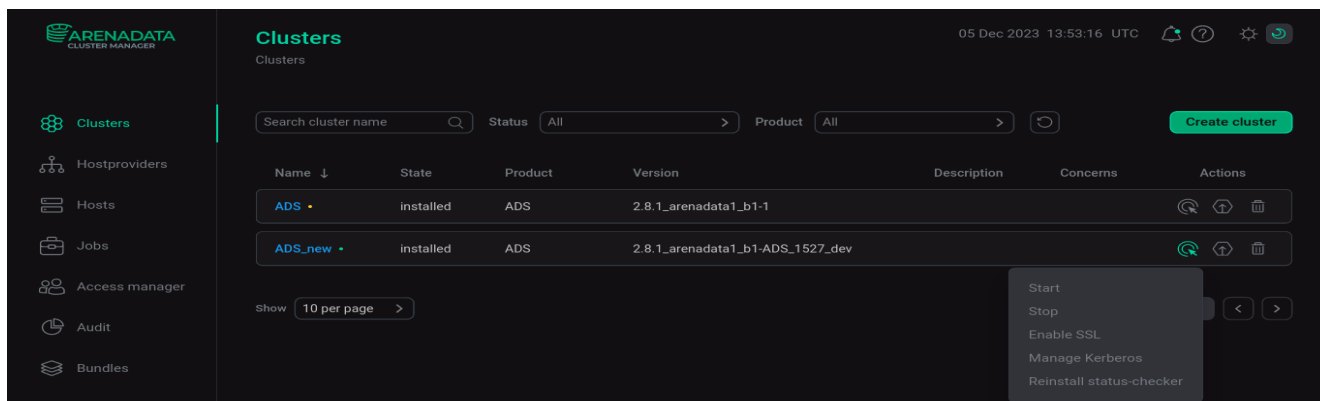 ARENADATA
CLUSTER MANAGER
Clusters
05 Dec 2023 13:53:16 UTC
Clusters
Clusters
Hostproviders
Hosts
Jobs
Access manager
Audit
Bundles
Search cluster name
Status All
Product All
Create cluster
Name ↓ State Product Version Description Concerns Actions
ADS installed ADS 2.8.1_arenadata1_b1-1
ADS_new installed ADS 2.8.1_arenadata1_b1-ADS_1527_dev
Show 10 per page
Start
Stop
Enable SSL
Manage Kerberos
Reinstall status-checker